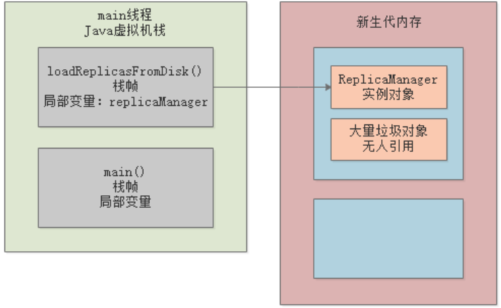 main线程
Java虚拟机栈
loadReplicasFromDisk()
栈帧
局部变量：replicaManager
main()
栈帧
局部变量
新生代内存
ReplicaManager
实例对象
大量垃圾对象
无人引用